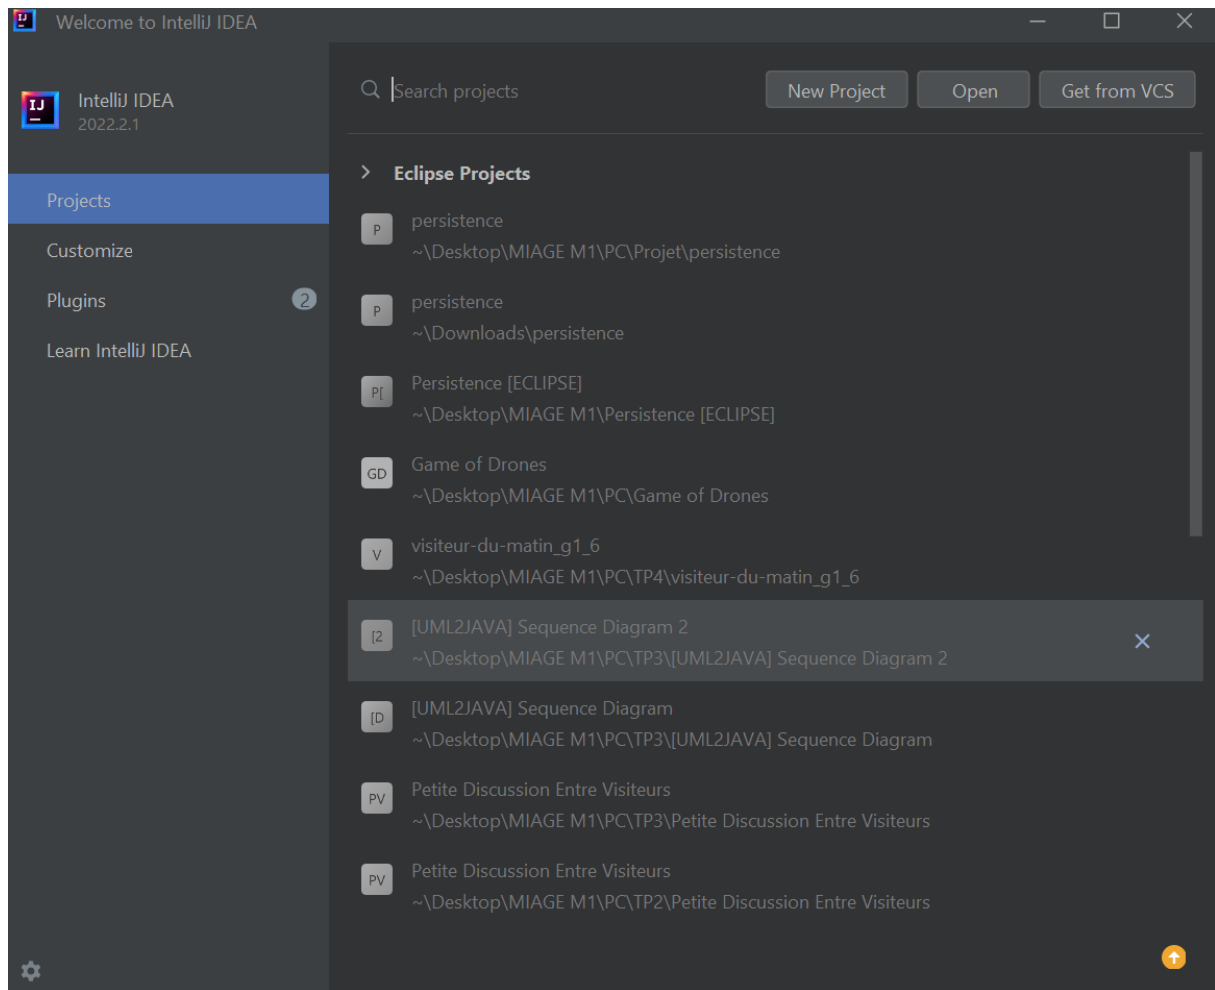 Welcome to IntelliJ IDEA
IntelliJ IDEA
2022.2.1
Projects
Customize
Plugins 2
Learn IntelliJ IDEA
Search projects
New Project
Open
Get from VCS
Eclipse Projects
P
persistence
~\Desktop\MIAGE M1\PC\Projet\persistence
P
persistence
~\Downloads\persistence
P[
Persistence [ECLIPSE]
~\Desktop\MIAGE M1\Persistence [ECLIPSE]
GD
Game of Drones
~\Desktop\MIAGE M1\PC\Game of Drones
V
visiteur-du-matin_g1_6
~\Desktop\MIAGE M1\PC\TP4\visiteur-du-matin_g1_6
[2
[UML2JAVA] Sequence Diagram 2
~\Desktop\MIAGE M1\PC\TP3\[UML2JAVA] Sequence Diagram 2
[D
[UML2JAVA] Sequence Diagram
~\Desktop\MIAGE M1\PC\TP3\[UML2JAVA] Sequence Diagram
PV
Petite Discussion Entre Visiteurs
~\Desktop\MIAGE M1\PC\TP3\Petite Discussion Entre Visiteurs
PV
Petite Discussion Entre Visiteurs
~\Desktop\MIAGE M1\PC\TP2\Petite Discussion Entre Visiteurs